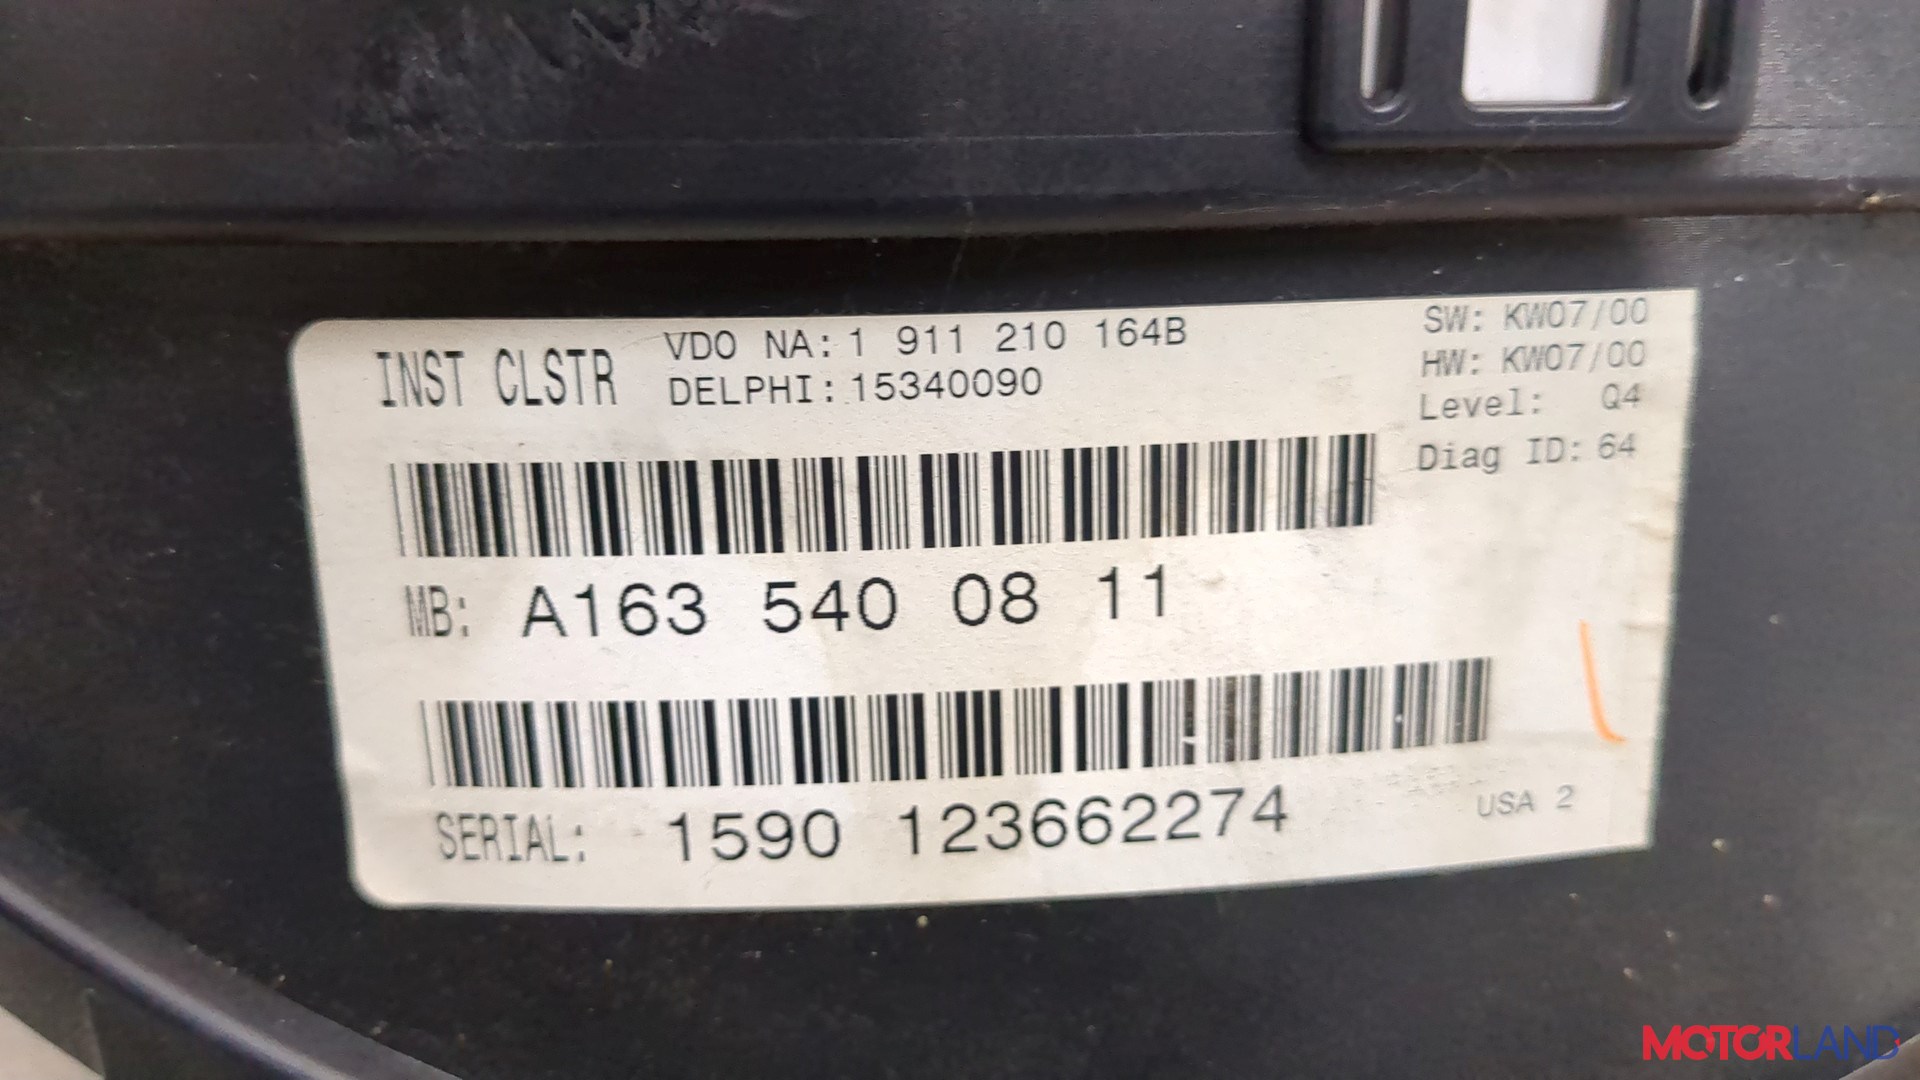 INST CLSTR
VDO NA: 1 911 210 164B
DELPHI: 15340090
SW: KW07/00
HW: KW07/00
Level: Q4
Diag ID: 64
MB: A163 540 08 11
SERIAL: 1590 123662274
USA 2
MOTORLAND